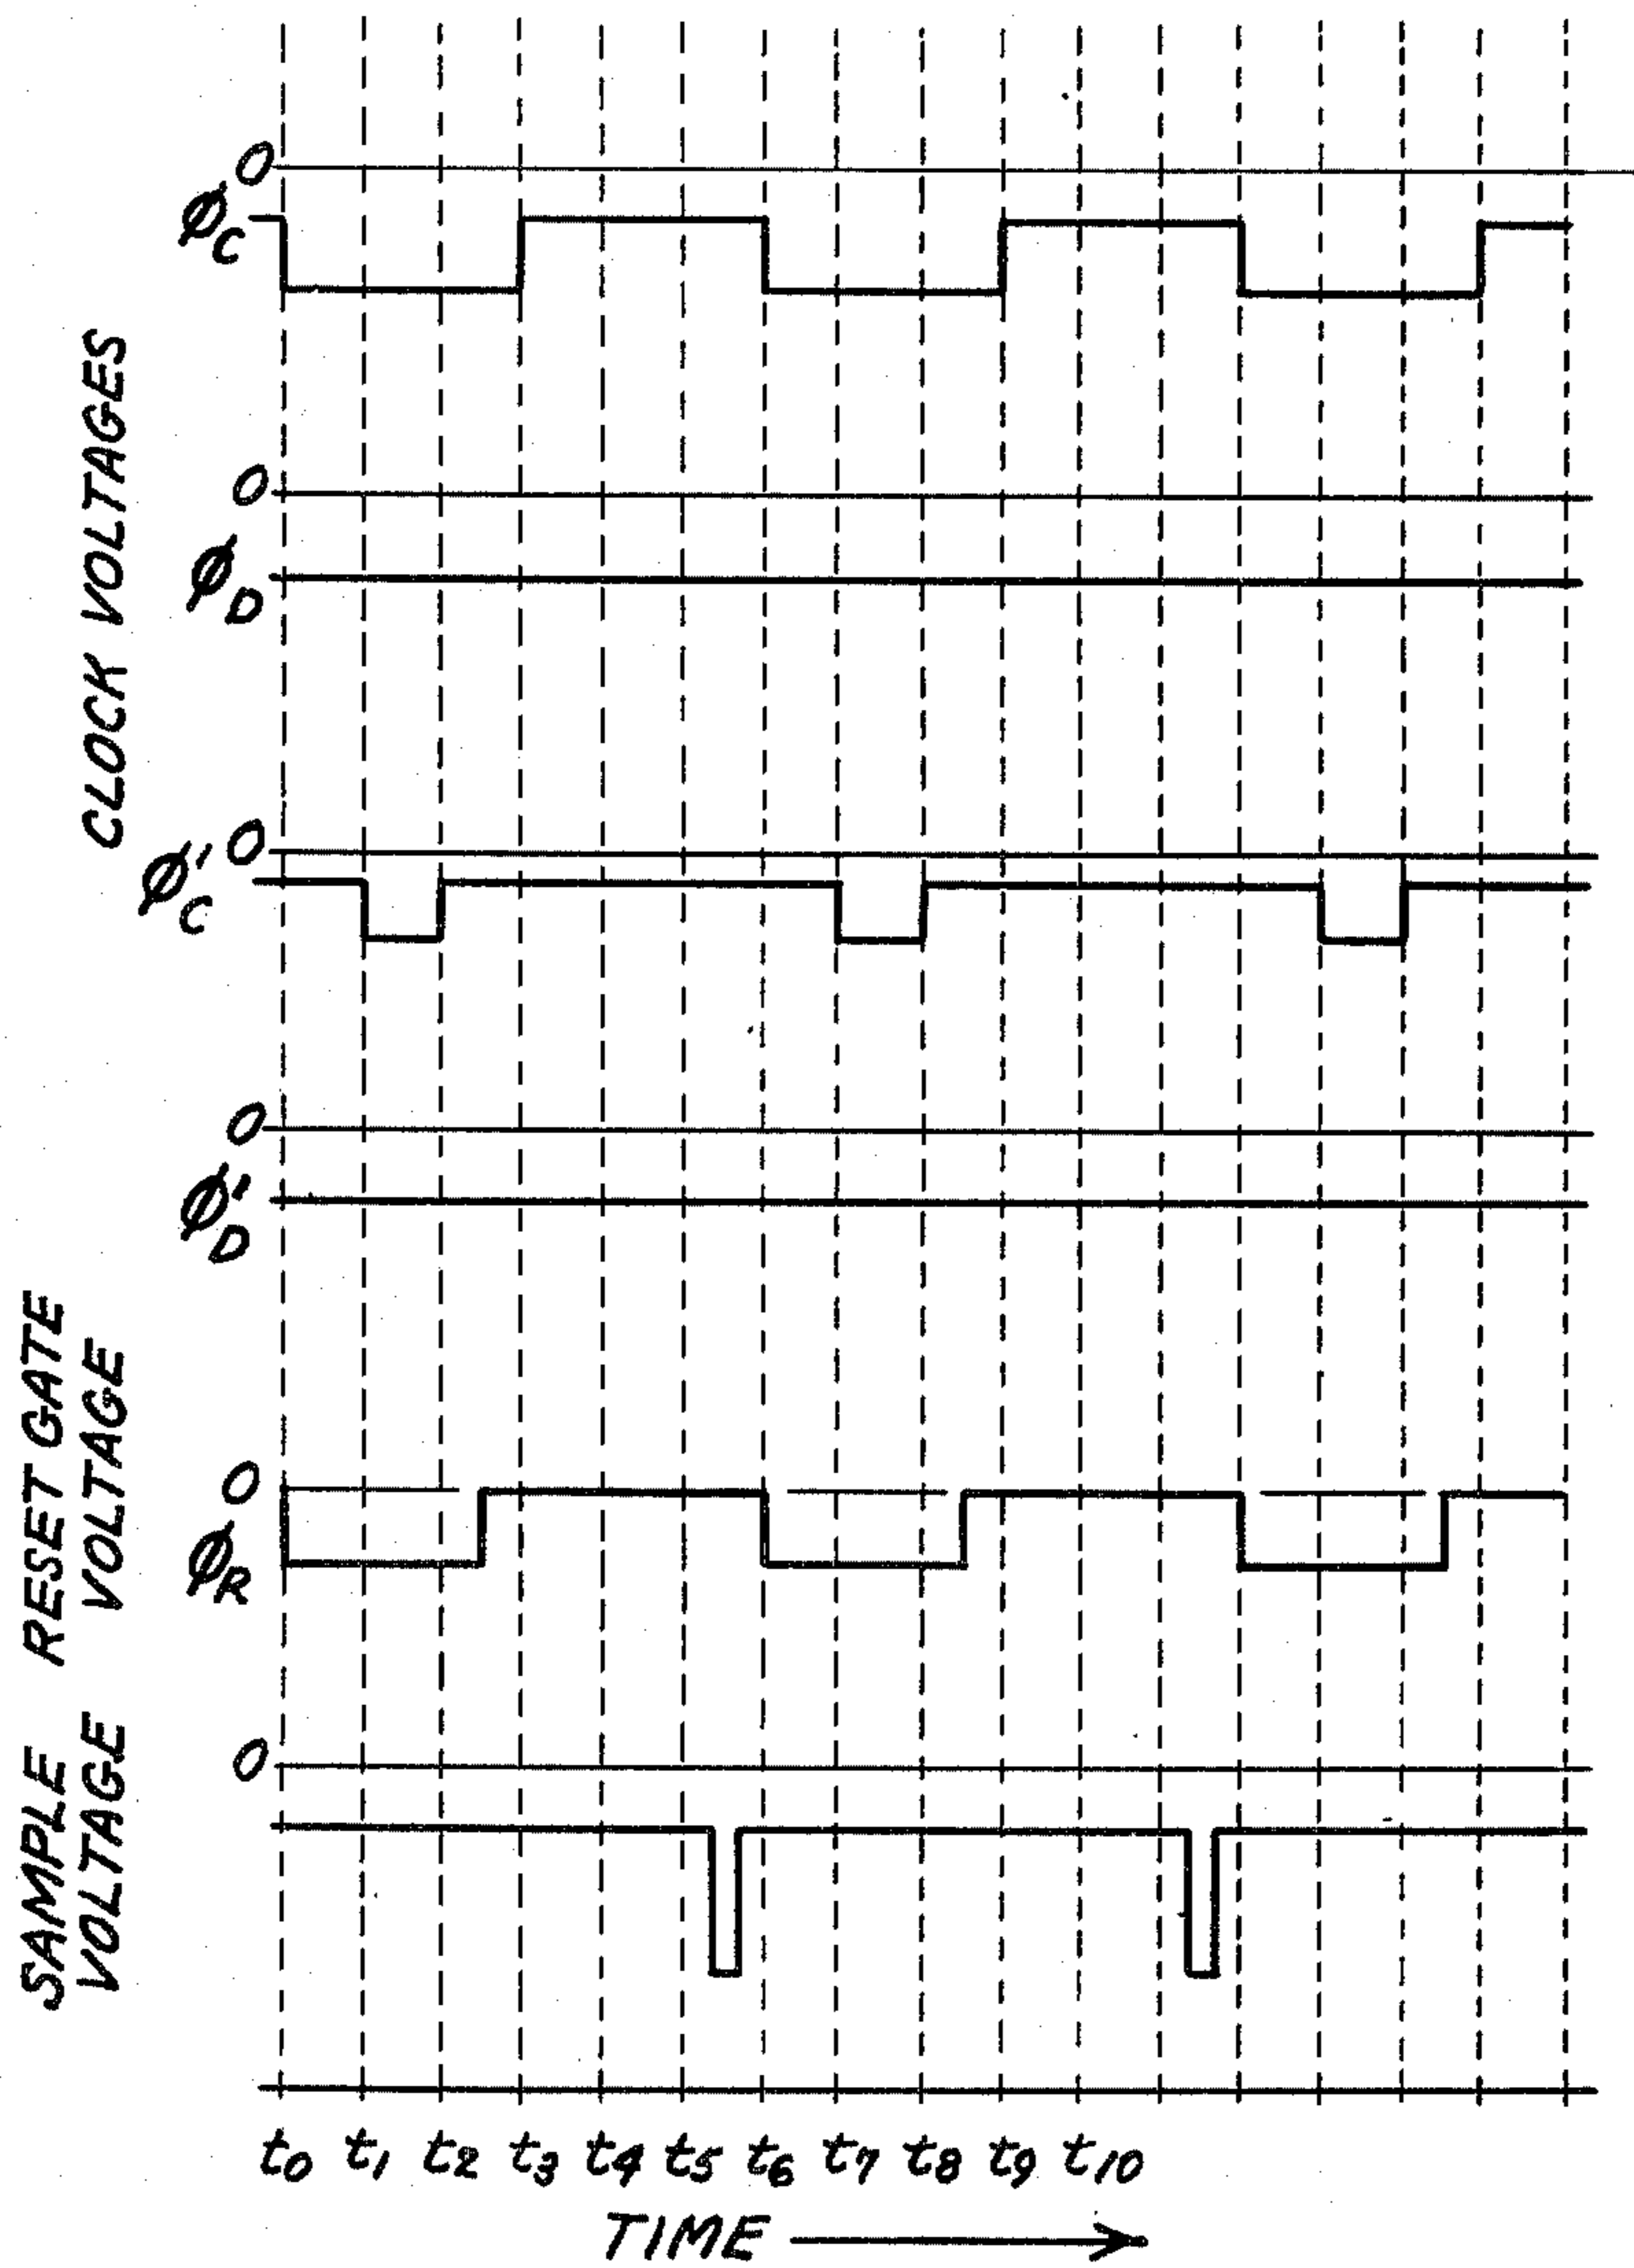 CLOCK VOLTAGES
0
ϕC
0
ϕD
0
ϕ'C
0
ϕ'D
RESET GATE
VOLTAGE
0
ϕR
SAMPLE
VOLTAGE
0
t0 t1 t2 t3 t4 t5 t6 t7 t8 t9 t10
TIME